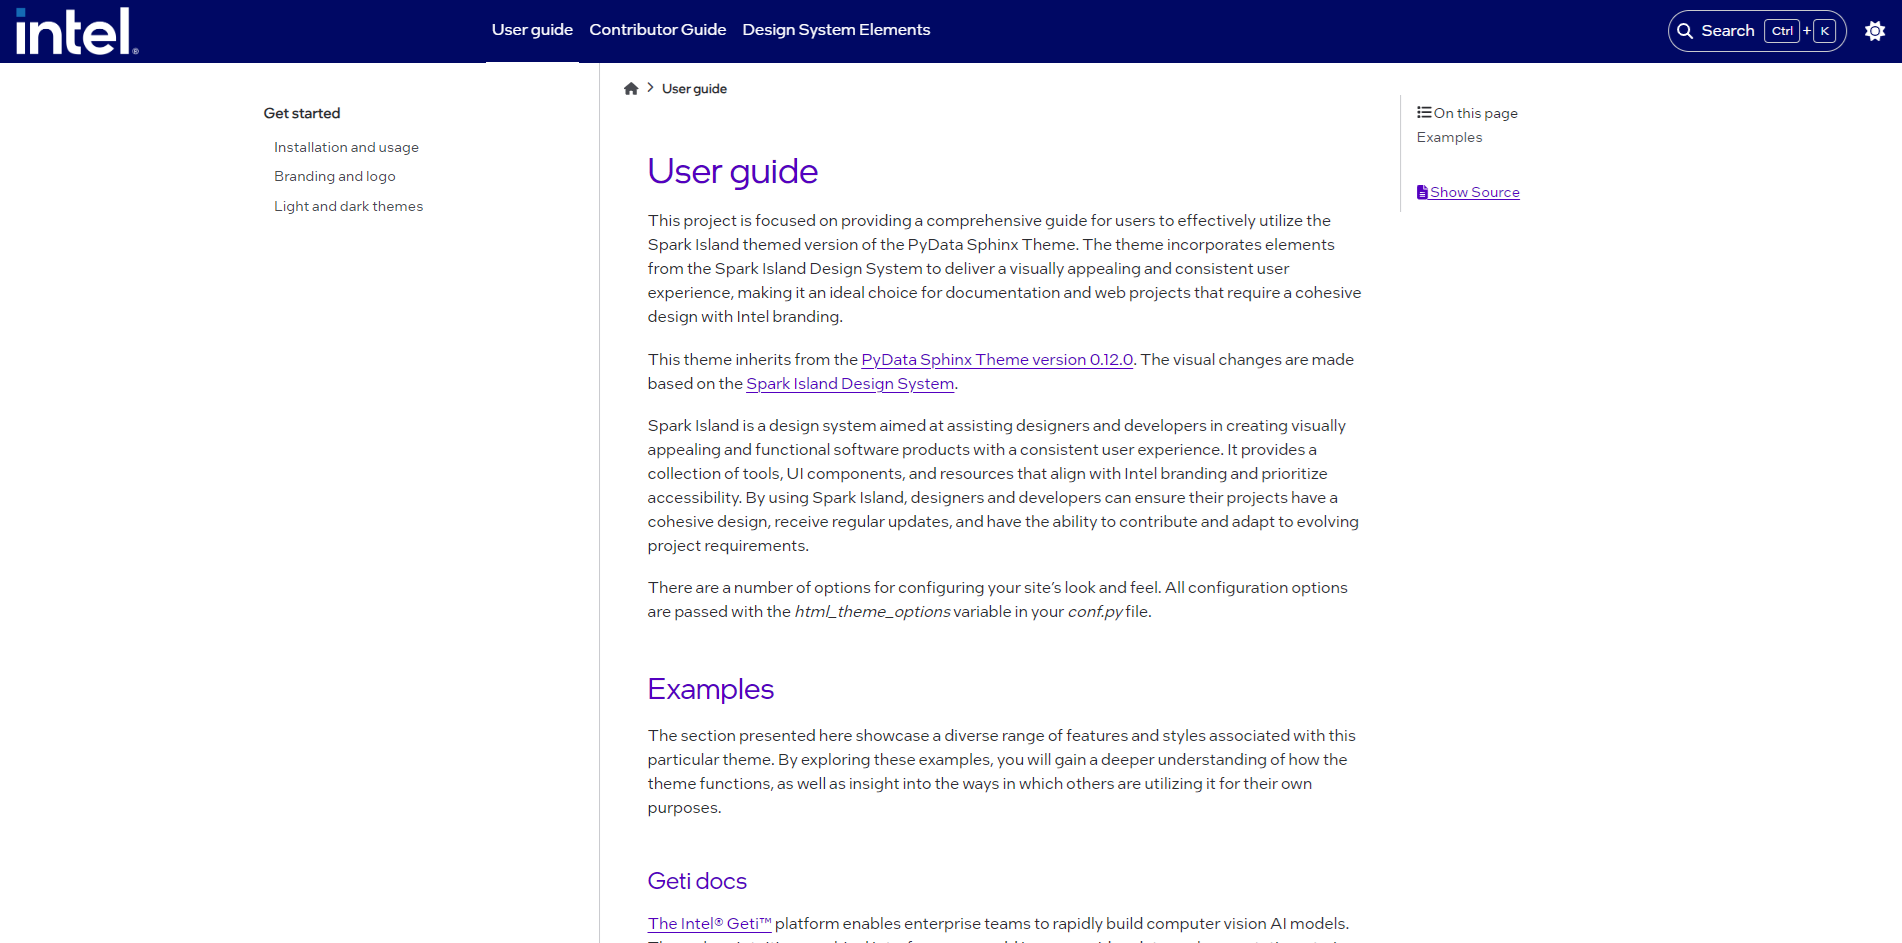 intel®
User guide Contributor Guide Design System Elements
Search Ctrl + K
Get started
Installation and usage
Branding and logo
Light and dark themes
User guide
User guide
This project is focused on providing a comprehensive guide for users to effectively utilize the
Spark Island themed version of the PyData Sphinx Theme. The theme incorporates elements
from the Spark Island Design System to deliver a visually appealing and consistent user
experience, making it an ideal choice for documentation and web projects that require a cohesive
design with Intel branding.
This theme inherits from the PyData Sphinx Theme version 0.12.0. The visual changes are made
based on the Spark Island Design System.
Spark Island is a design system aimed at assisting designers and developers in creating visually
appealing and functional software products with a consistent user experience. It provides a
collection of tools, UI components, and resources that align with Intel branding and prioritize
accessibility. By using Spark Island, designers and developers can ensure their projects have a
cohesive design, receive regular updates, and have the ability to contribute and adapt to evolving
project requirements.
There are a number of options for configuring your site’s look and feel. All configuration options
are passed with the html_theme_options variable in your conf.py file.
Examples
The section presented here showcase a diverse range of features and styles associated with this
particular theme. By exploring these examples, you will gain a deeper understanding of how the
theme functions, as well as insight into the ways in which others are utilizing it for their own
purposes.
Geti docs
The Intel® Geti™ platform enables enterprise teams to rapidly build computer vision AI models.
On this page
Examples
Show Source